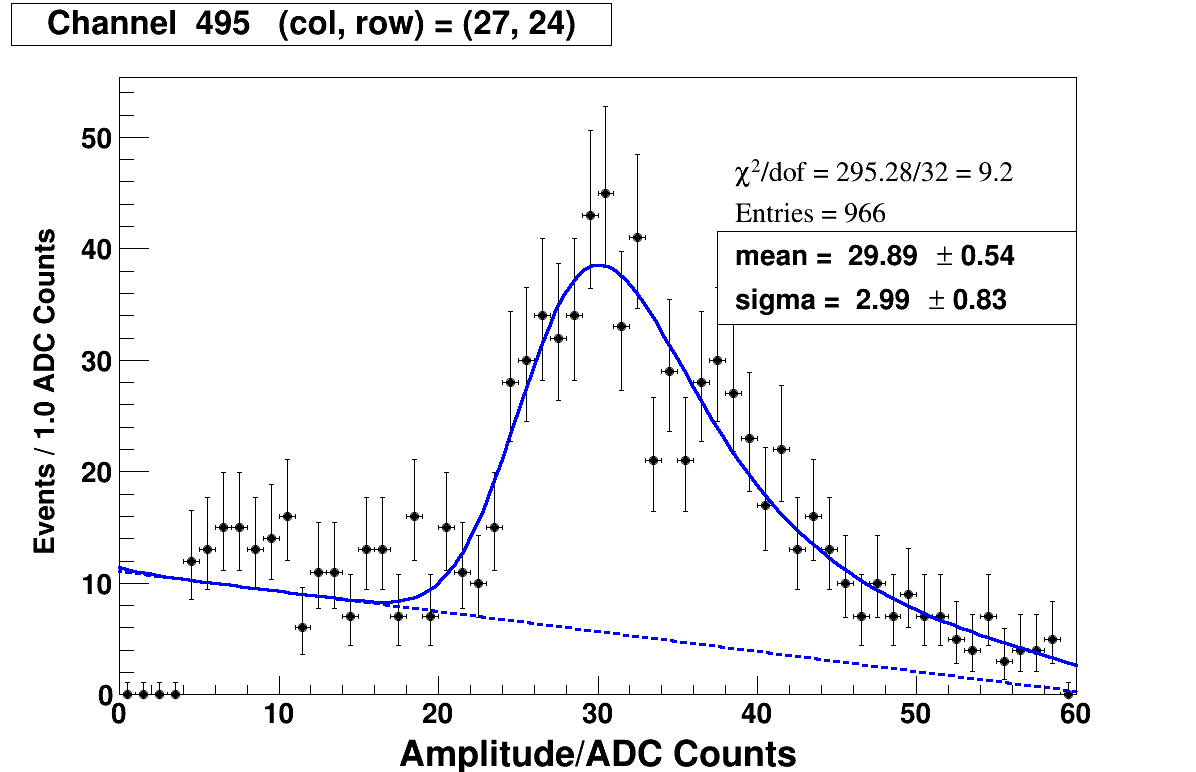 Channel 495 (col, row) = (27, 24)
χ²/dof = 295.28/32 = 9.2
Entries = 966
mean = 29.89 ± 0.54
sigma = 2.99 ± 0.83
Events / 1.0 ADC Counts
50
40
30
20
10
0
0 10 20 30 40 50 60
Amplitude/ADC Counts